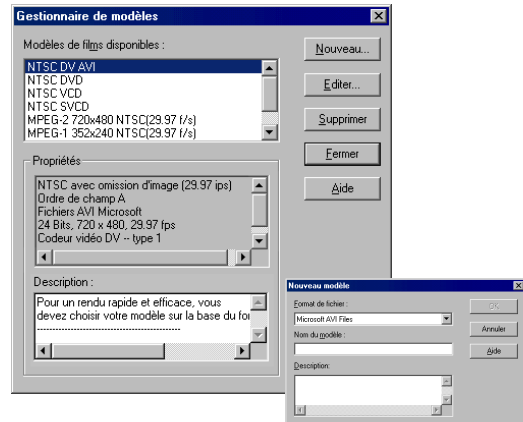 Gestionnaire de modèles
Modèles de films disponibles :
NTSC DV AVI
NTSC DVD
NTSC VCD
NTSC SVCD
MPEG-2 720x480 NTSC(29.97 f/s)
MPEG-1 352x240 NTSC(29.97 f/s)
Nouveau...
Editer...
Supprimer
Fermer
Aide
Propriétés
NTSC avec omission d'image (29.97 ips)
Ordre de champ A
Fichiers AVI Microsoft
24 Bits, 720 x 480, 29.97 fps
Codeur vidéo DV -- type 1
Description :
Pour un rendu rapide et efficace, vous
devez choisir votre modèle sur la base du for
------------------------------------------------
Nouveau modèle
Format de fichier :
Microsoft AVI Files
Nom du modèle :
Description:
OK
Annuler
Aide